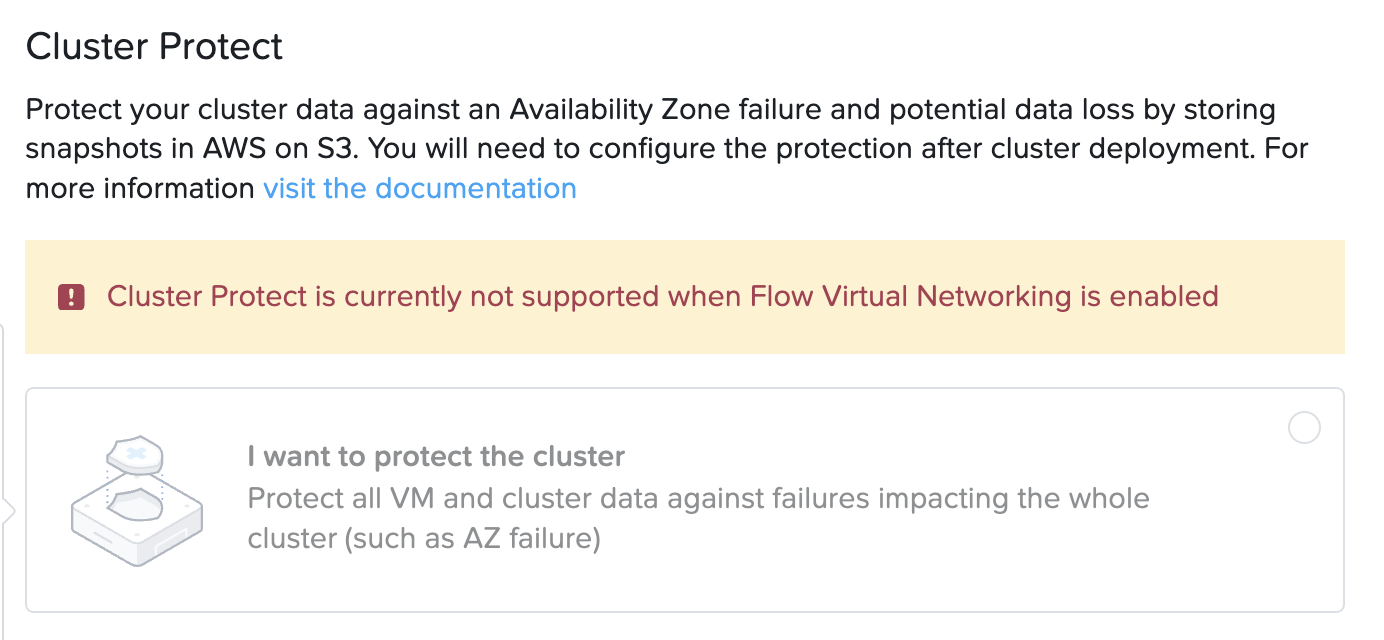 Cluster Protect
Protect your cluster data against an Availability Zone failure and potential data loss by storing
snapshots in AWS on S3. You will need to configure the protection after cluster deployment. For
more information visit the documentation
Cluster Protect is currently not supported when Flow Virtual Networking is enabled
I want to protect the cluster
Protect all VM and cluster data against failures impacting the whole
cluster (such as AZ failure)